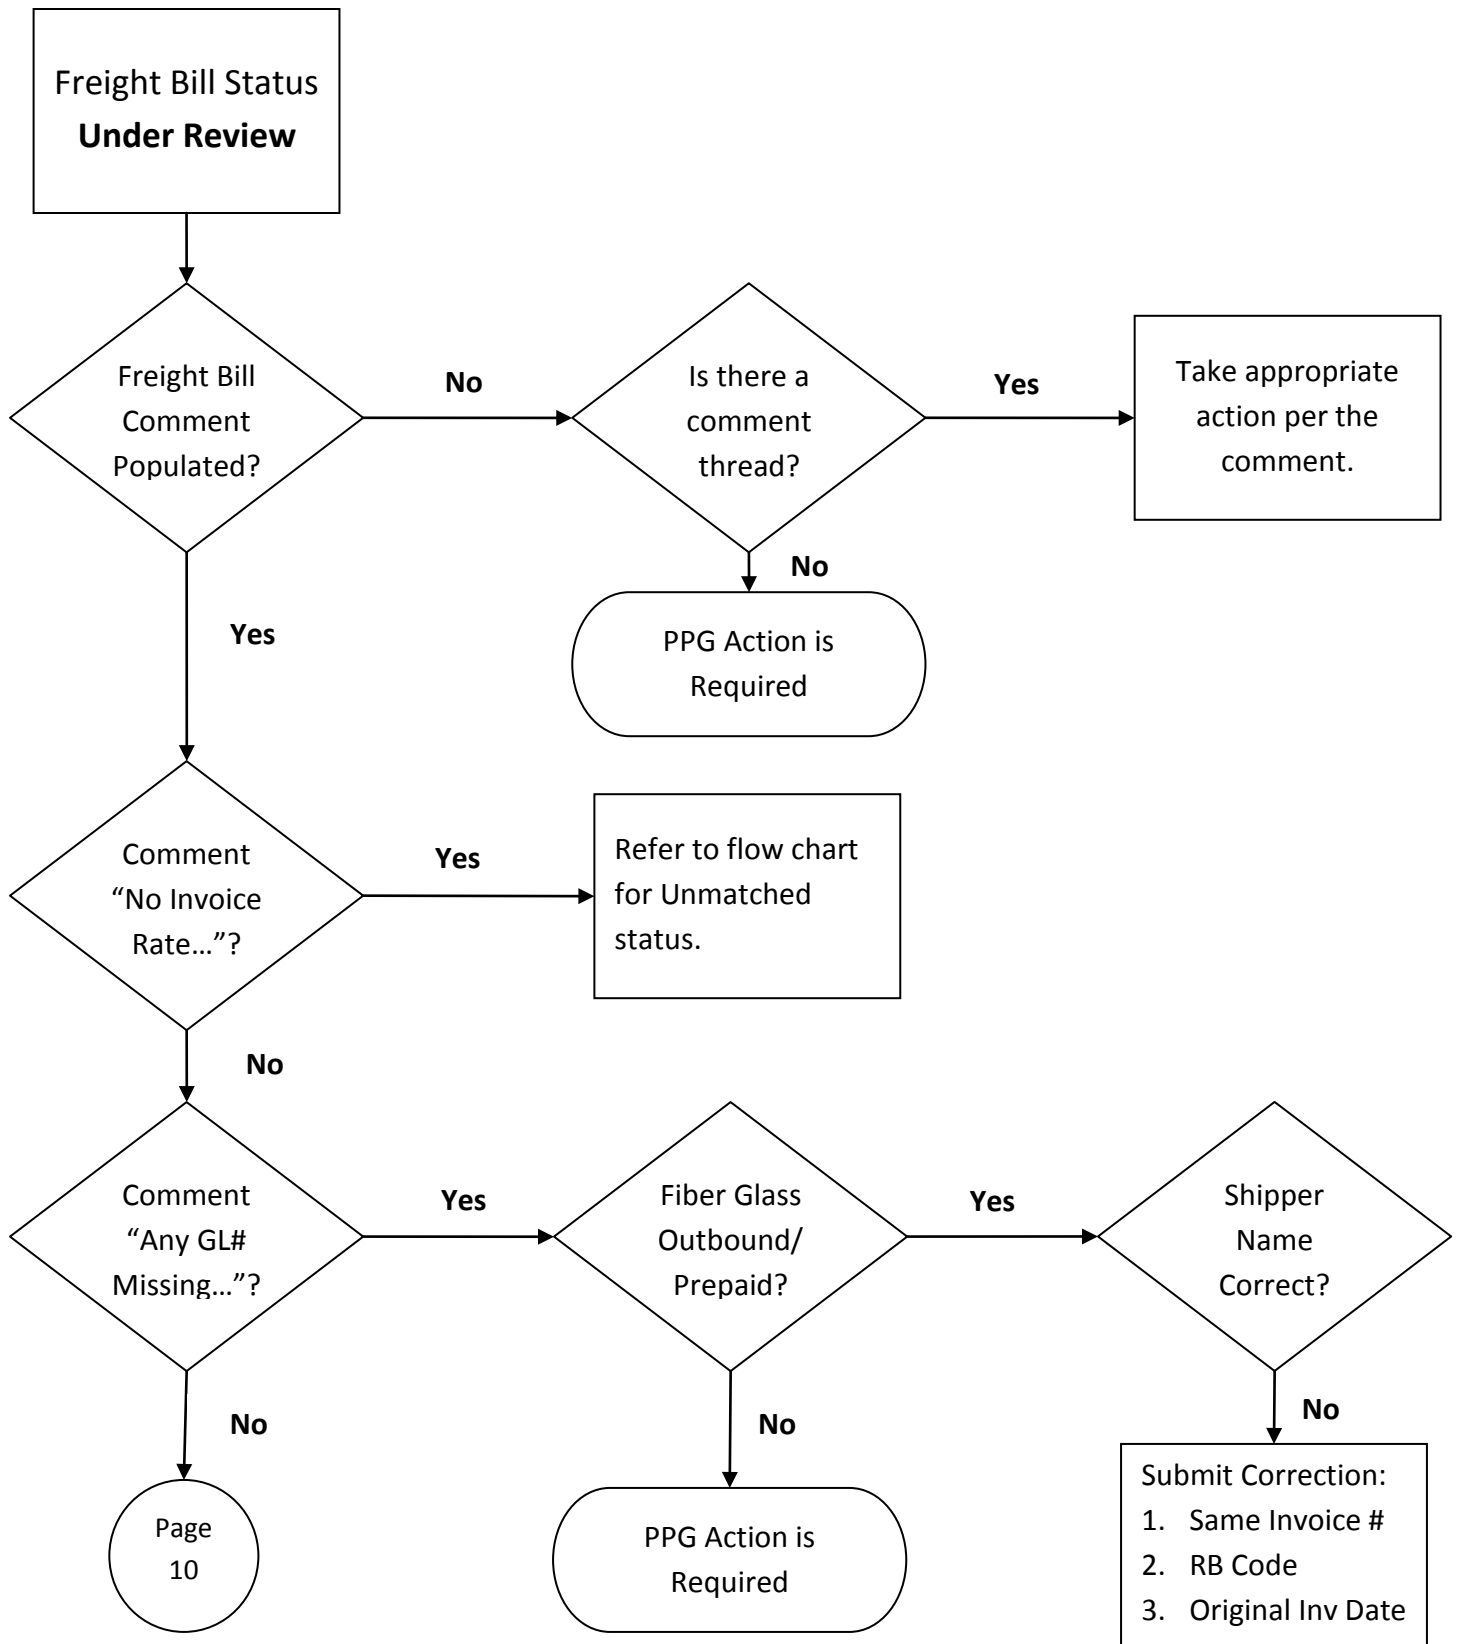 Freight Bill Status
Under Review
Freight Bill
Comment
Populated?
No
Is there a
comment
thread?
Yes
Take appropriate
action per the
comment.
No
PPG Action is
Required
Yes
Comment
“No Invoice
Rate…”?
Yes
Refer to flow chart
for Unmatched
status.
No
Comment
“Any GL#
Missing…”?
Yes
Fiber Glass
Outbound/
Prepaid?
Yes
Shipper
Name
Correct?
No
Page
10
No
PPG Action is
Required
No
Submit Correction:
1. Same Invoice #
2. RB Code
3. Original Inv Date